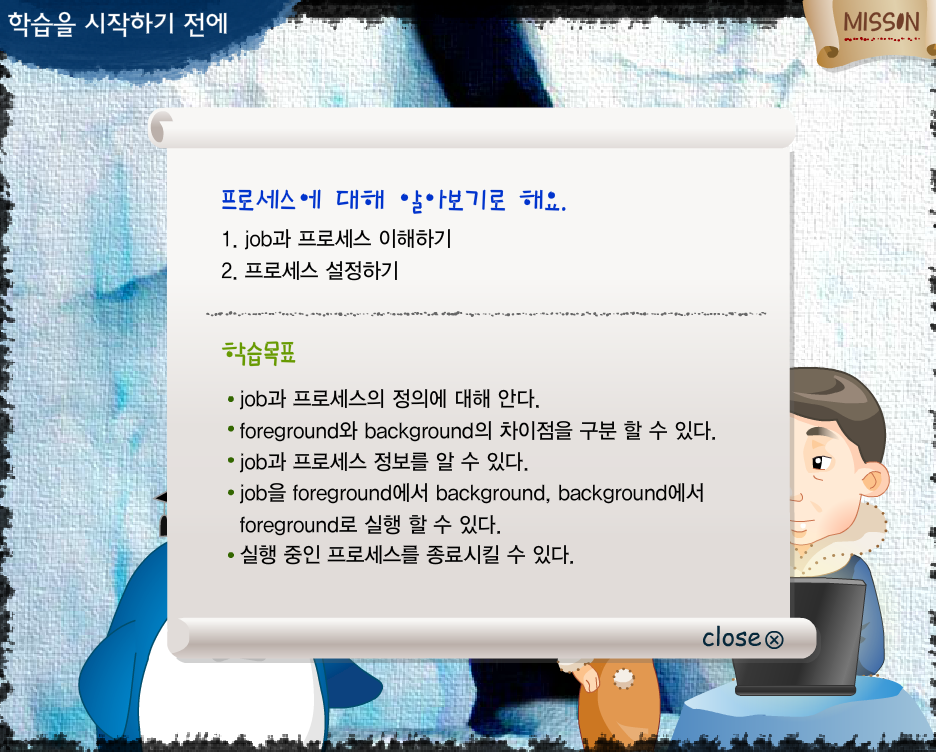 학습을 시작하기 전에
MISSON
프로세스에 대해 알아보기로 해요.
1. job과 프로세스 이해하기
2. 프로세스 설정하기
학습목표
• job과 프로세스의 정의에 대해 안다.
• foreground와 background의 차이점을 구분 할 수 있다.
• job과 프로세스 정보를 알 수 있다.
• job을 foreground에서 background, background에서
foreground로 실행 할 수 있다.
• 실행 중인 프로세스를 종료시킬 수 있다.
close